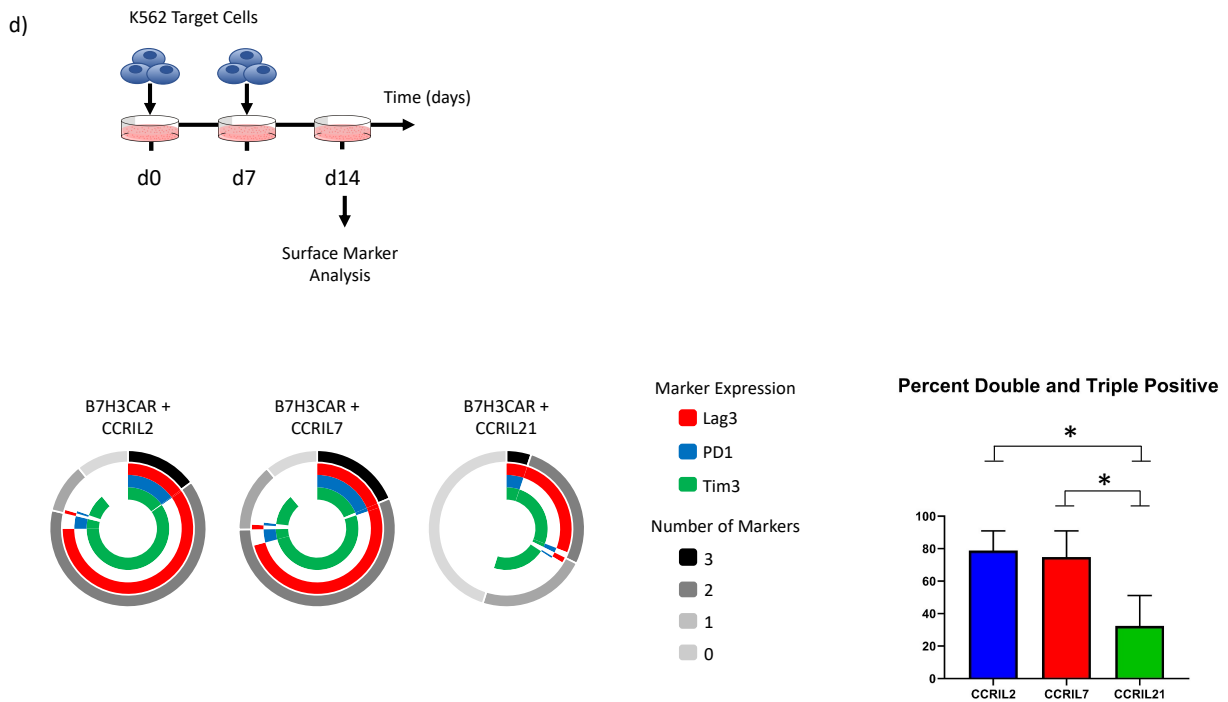 d)
K562 Target Cells
Time (days)
d0 d7 d14
Surface Marker
Analysis
B7H3CAR +
CCRIL2
B7H3CAR +
CCRIL7
B7H3CAR +
CCRIL21
Marker Expression
Lag3
PD1
Tim3
Number of Markers
3
2
1
0
Percent Double and Triple Positive
*
*
100
80
60
40
20
0
CCRIL2 CCRIL7 CCRIL21